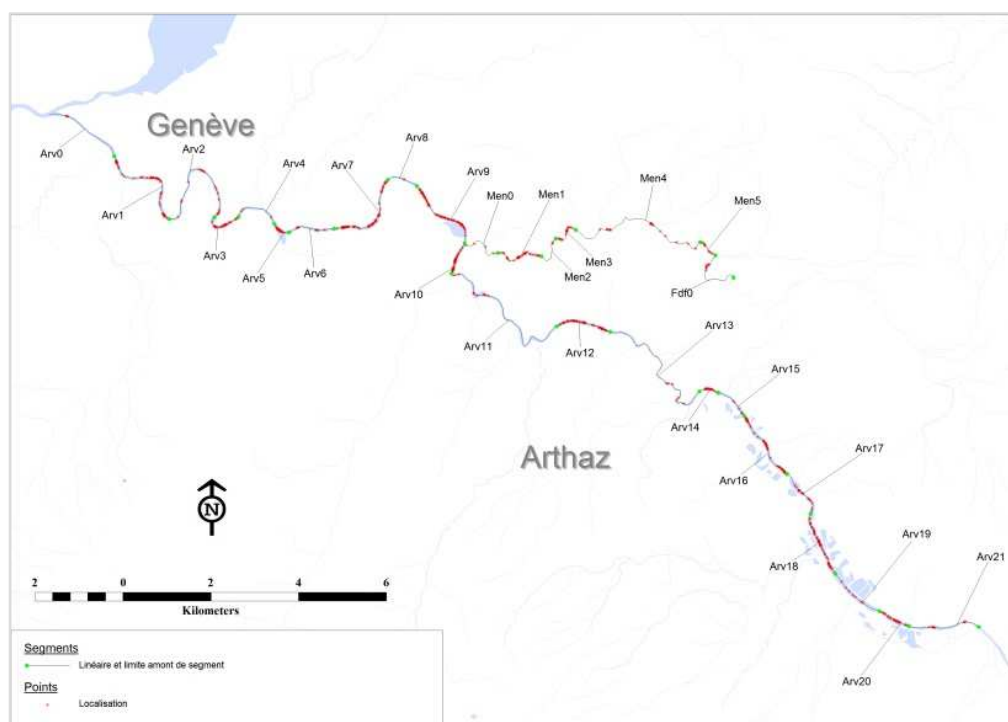 Genève
Arv0
Arv2
Arv4
Arv8
Arv7
Arv9
Men0
Men1
Men4
Men5
Arv1
Arv3
Arv5
Arv6
Men3
Men2
Arv10
Fdf0
Arv11
Arv12
Arv13
Arv15
Arv14
Arthaz
Arv17
Arv16
N
Arv19
Arv18
Arv21
Arv20
2 0 2 4 6
Kilometers
Segments
Linéaire et limite amont de segment
Points
Localisation